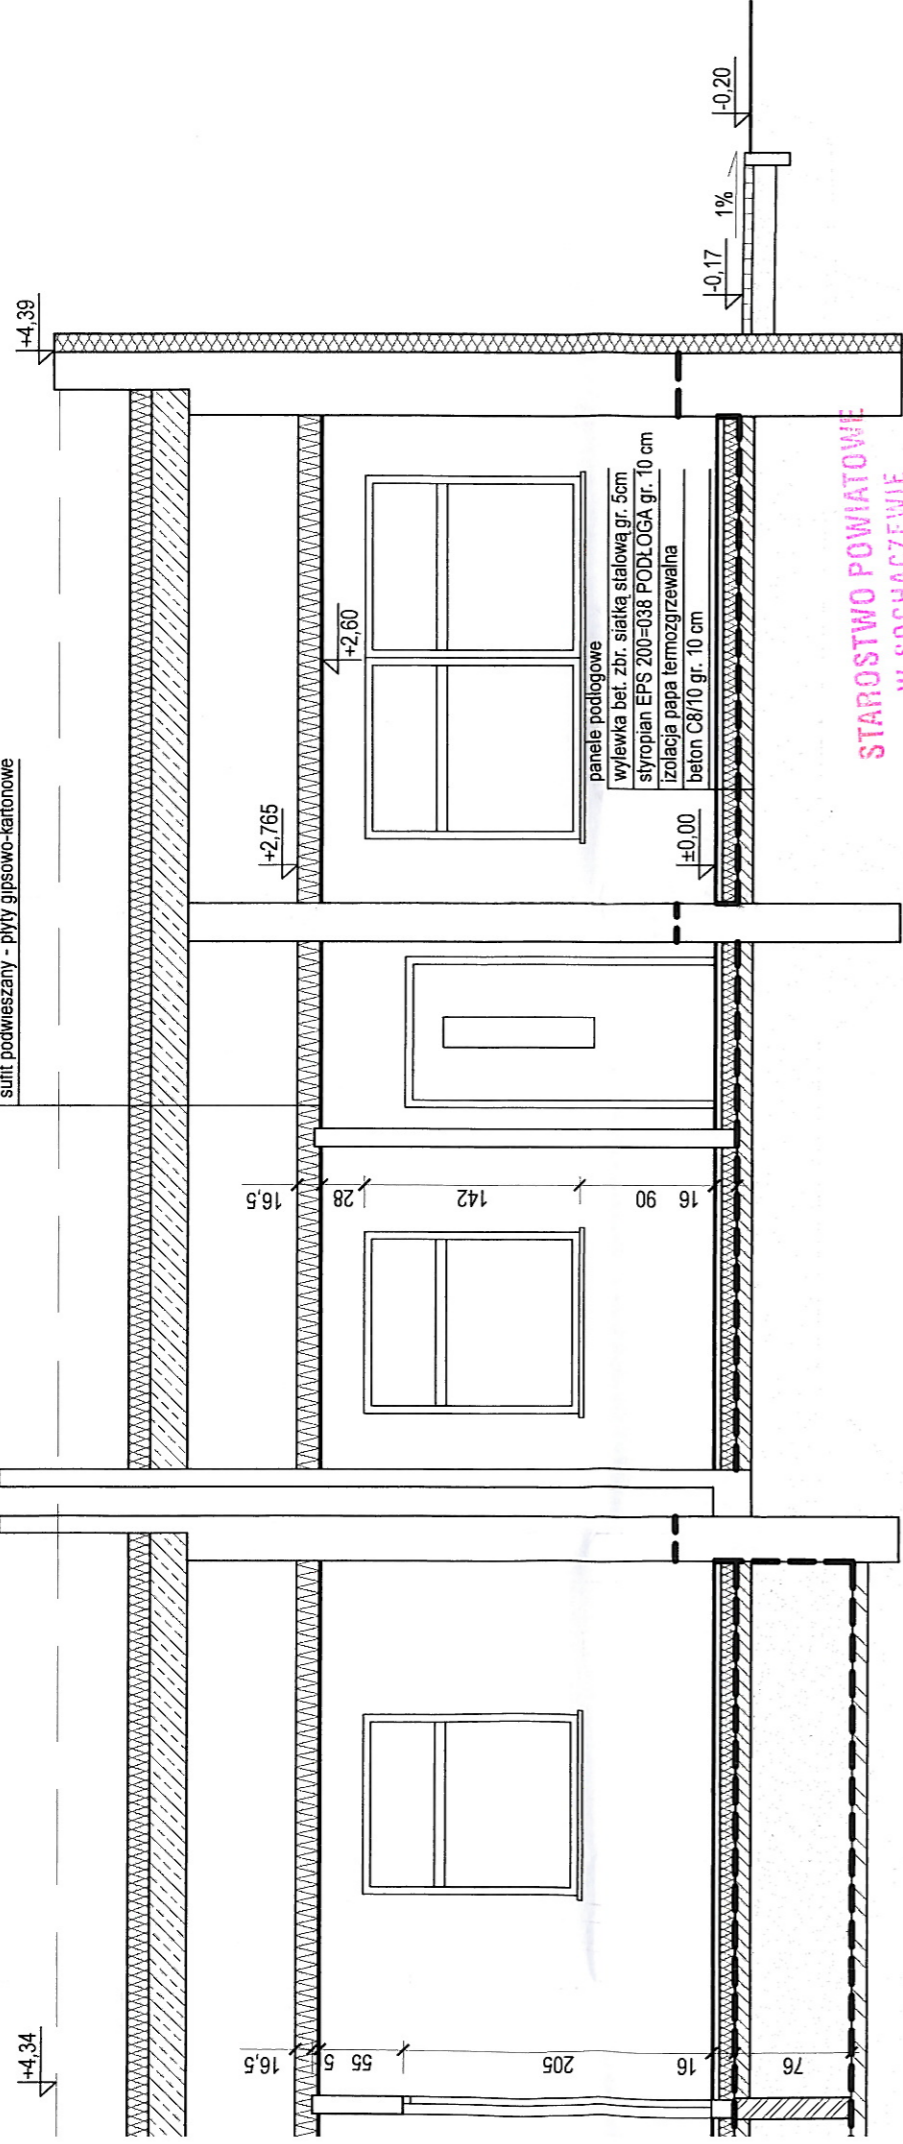 sufit podwieszany - płyty gipsowo-kartonowe
+4,34
+4,39
+2,765
+2,60
±0,00
-0,17
1%
-0,20
panele podłogowe
wylewka bet. zbr. siatką stalową gr. 5cm
styropian EPS 200=038 PODŁOGA gr. 10 cm
izolacja papa termozgrzewalna
beton C8/10 gr. 10 cm
16,5
28
142
90
16
16,5
5
55
205
16
76
STAROSTWO POWIATOWE
W SOCHACZEWIE